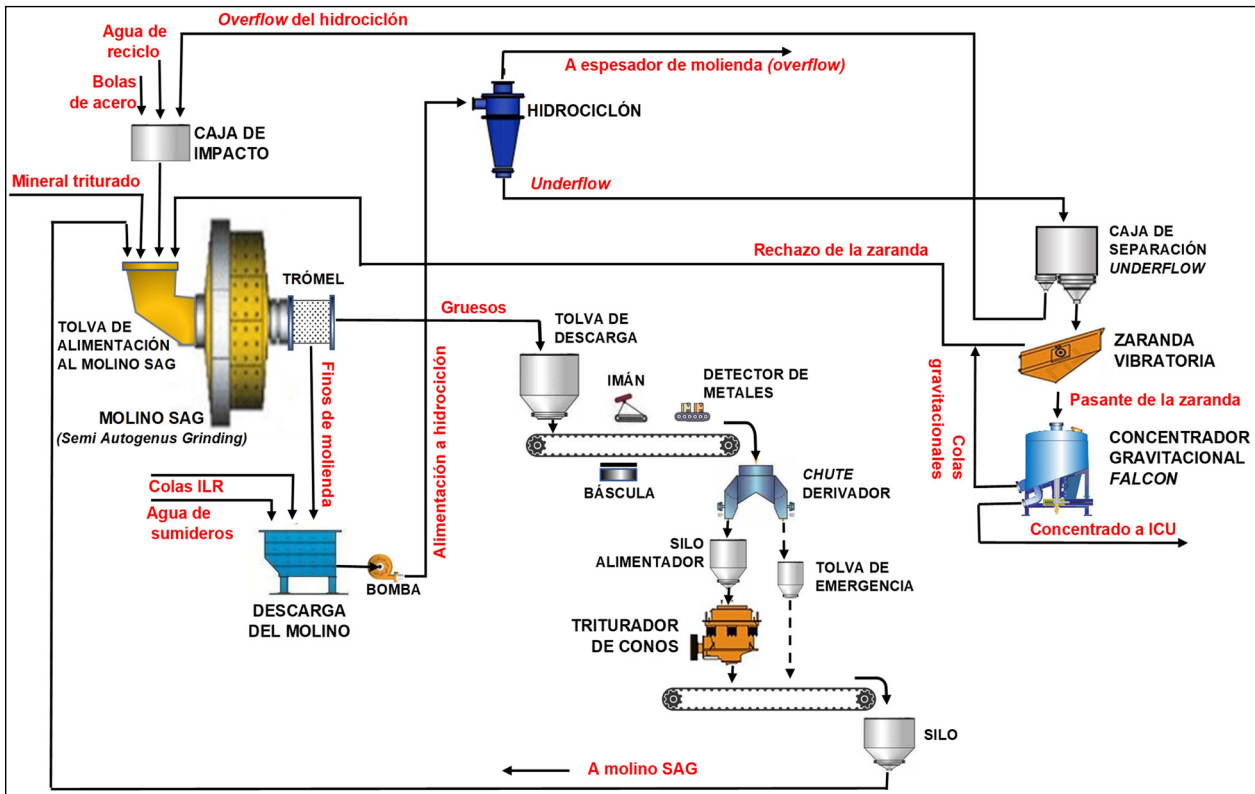 Overflow del hidrociclón
Agua de
reciclo
Bolas
de acero
CAJA DE
IMPACTO
Mineral triturado
A espesador de molienda (overflow)
HIDROCICLÓN
Underflow
CAJA DE
SEPARACIÓN
UNDERFLOW
Rechazo de la zaranda
TRÓMEL
TOLVA DE
ALIMENTACIÓN
AL MOLINO SAG
MOLINO SAG
(Semi Autogenus Grinding)
Gruesos
TOLVA DE
DESCARGA
IMÁN
DETECTOR DE
METALES
ZARANDA
VIBRATORIA
Pasante de la zaranda
CONCENTRADOR
GRAVITACIONAL
FALCON
Colas
gravitacionales
Concentrado a ICU
Finos de molienda
Alimentación a hidrociclón
BÁSCULA
CHUTE
DERIVADOR
Colas ILR
Agua de
sumideros
SILO
ALIMENTADOR
TOLVA DE
EMERGENCIA
BOMBA
DESCARGA
DEL MOLINO
TRITURADOR
DE CONOS
SILO
A molino SAG